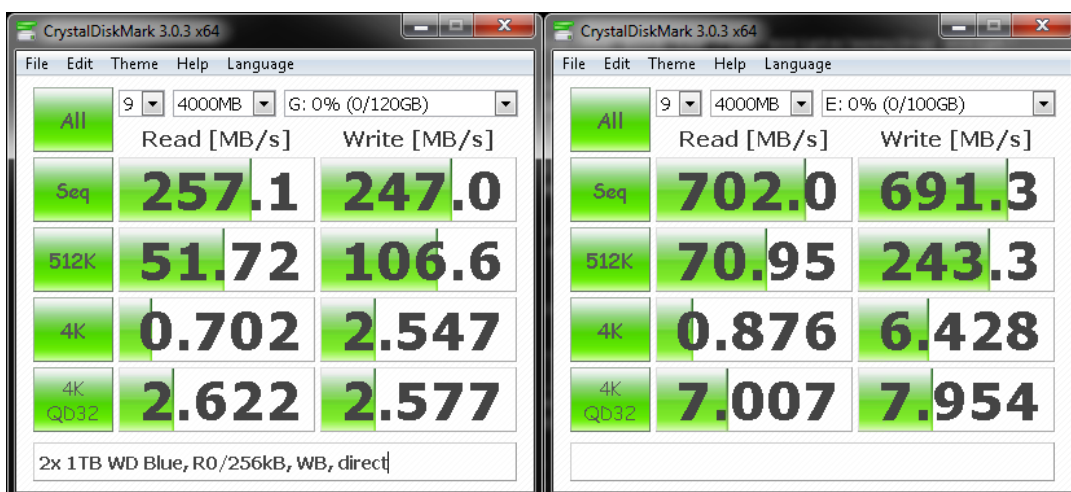 CrystalDiskMark 3.0.3 x64
File Edit Theme Help Language
All
9 4000MB G: 0% (0/120GB)
Read [MB/s] Write [MB/s]
Seq 257.1 247.0
512K 51.72 106.6
4K 0.702 2.547
4K QD32 2.622 2.577
2x 1TB WD Blue, R0/256kB, WB, direct
CrystalDiskMark 3.0.3 x64
File Edit Theme Help Language
All
9 4000MB E: 0% (0/100GB)
Read [MB/s] Write [MB/s]
Seq 702.0 691.3
512K 70.95 243.3
4K 0.876 6.428
4K QD32 7.007 7.954